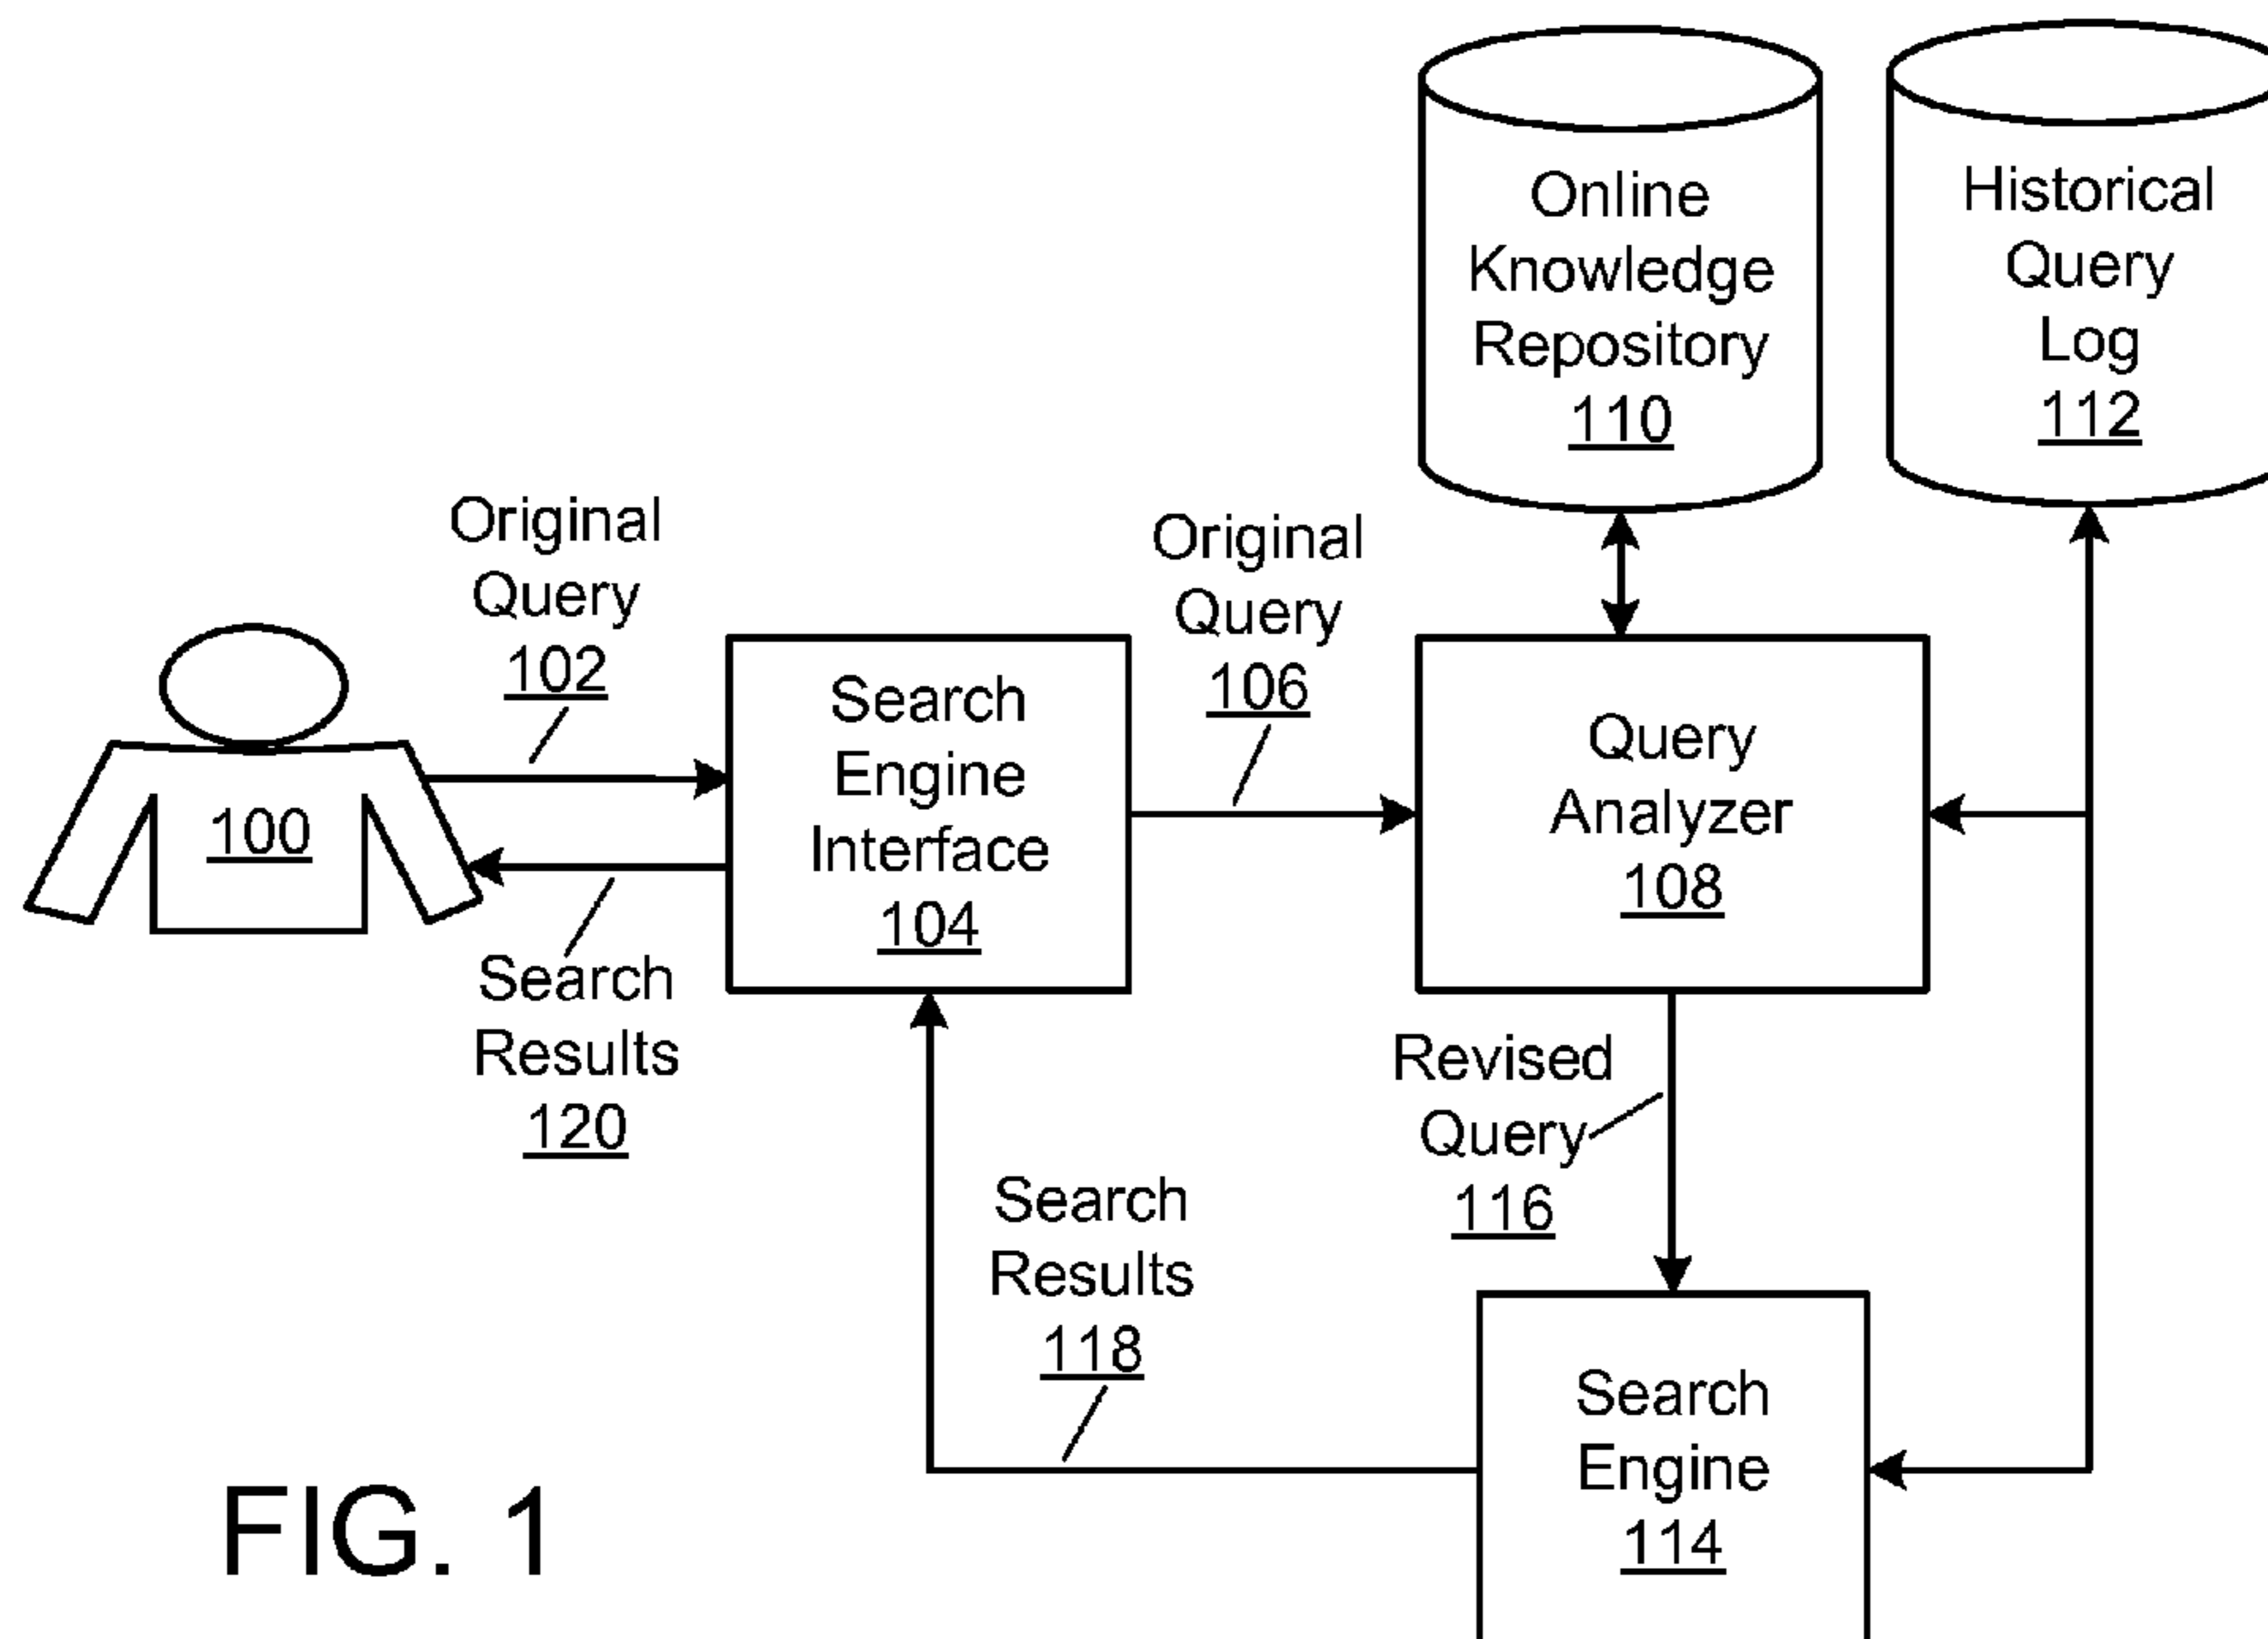 Online
Knowledge
Repository
110
Historical
Query
Log
112
Original
Query
102
Original
Query
106
100
Search
Engine
Interface
104
Query
Analyzer
108
Search
Results
120
Revised
Query
116
Search
Results
118
Search
Engine
114
FIG. 1